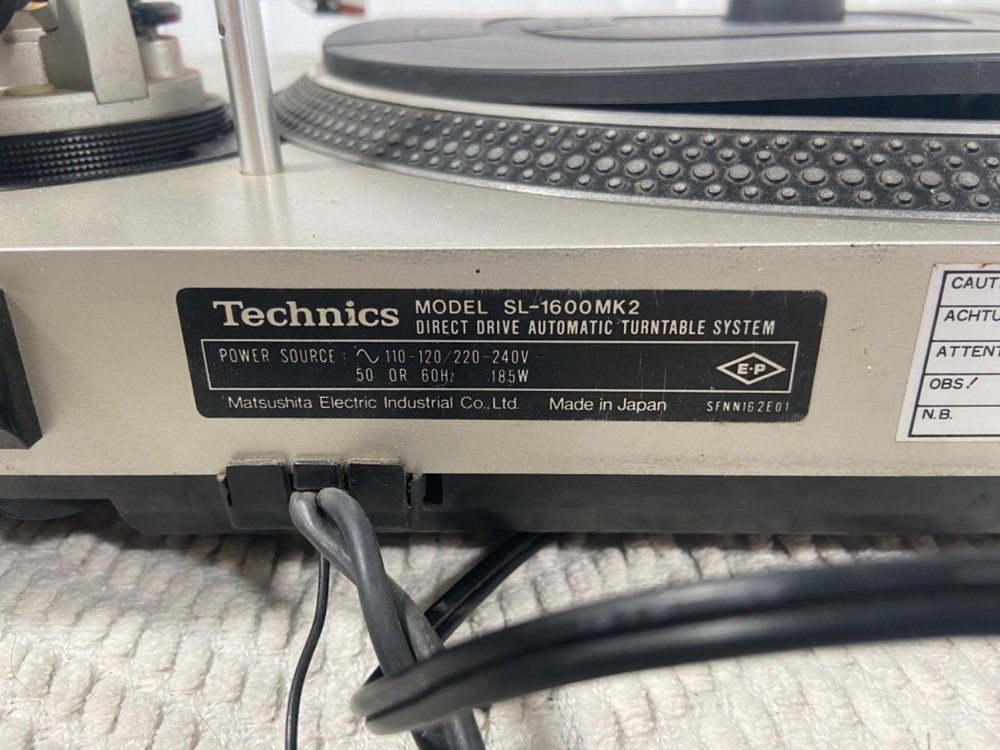 Technics MODEL SL-1600MK2
DIRECT DRIVE AUTOMATIC TURNTABLE SYSTEM
POWER SOURCE : ∿ 110-120/220-240V
50 OR 60Hz 18.5W
E-P
Matsushita Electric Industrial Co., Ltd. Made in Japan SFNN162E01
CAUT
ACHTU
ATTENT
OBS!
N.B.